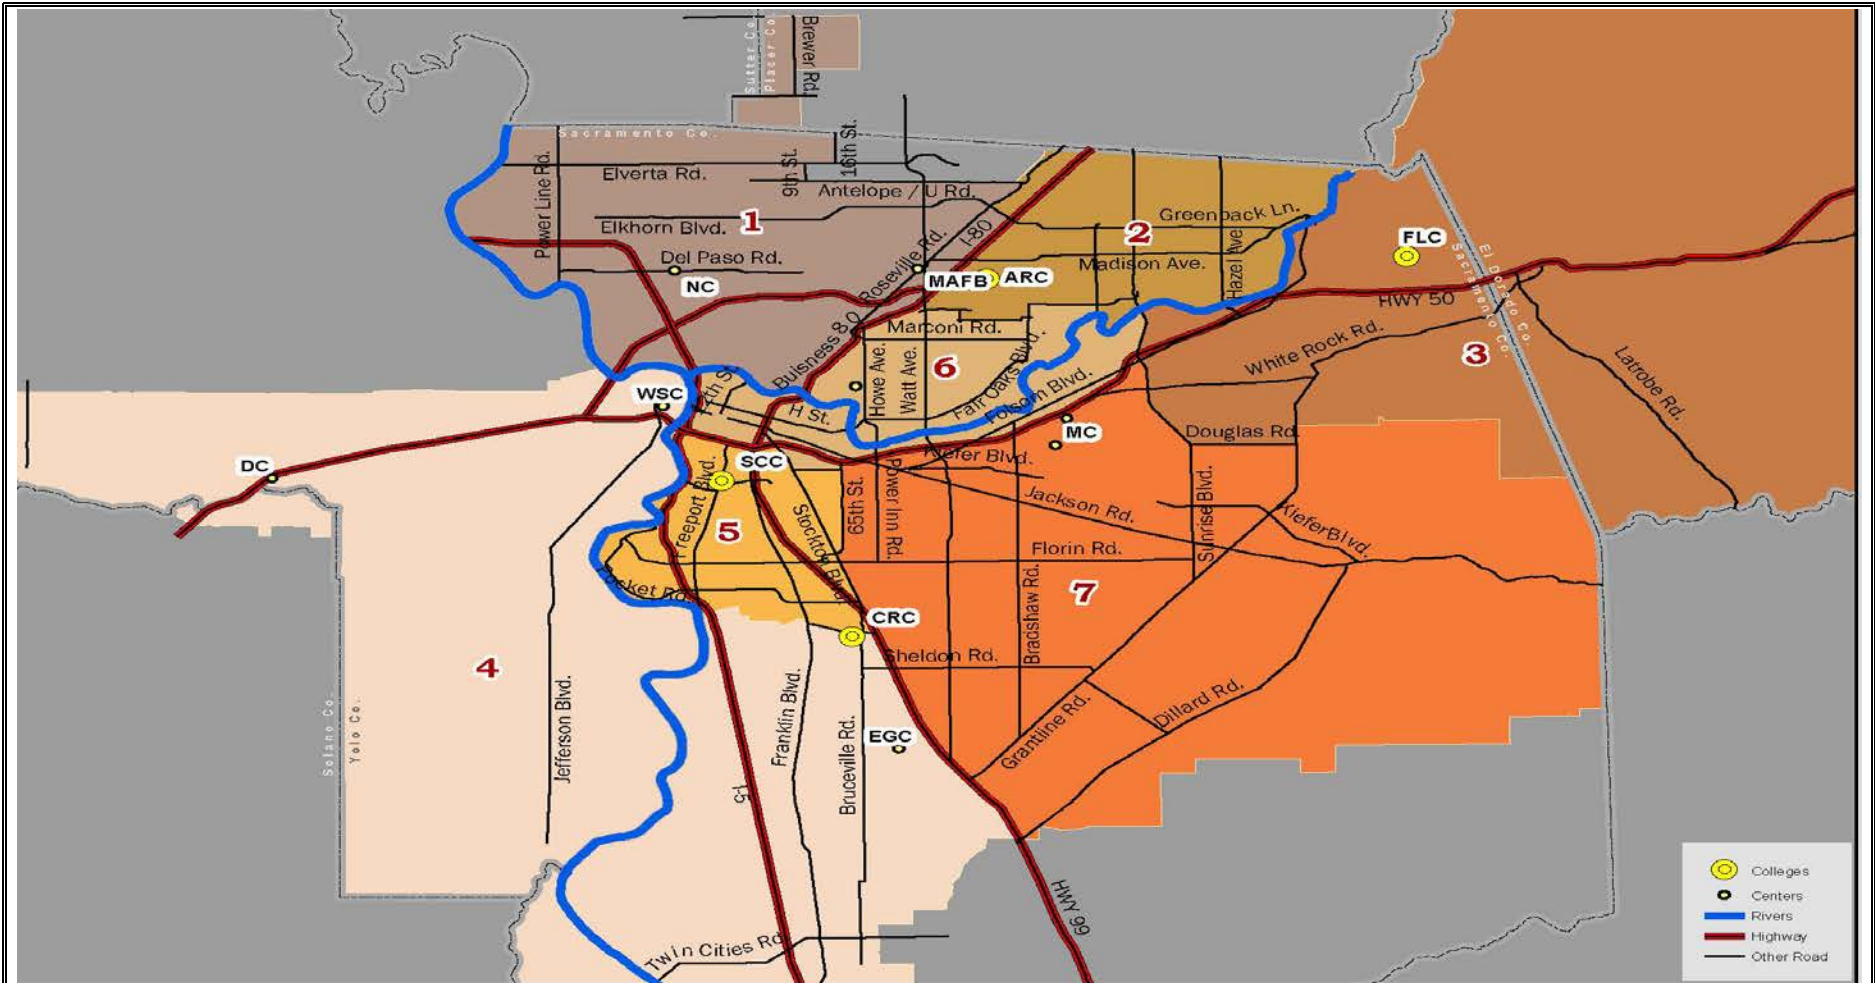 Sutter Co.
Placer Co.
Brewer Rd.
Sacramento Co.
Power Line Rd.
Elverta Rd.
9th St.
16th St.
Antelope / U Rd.
Elkhorn Blvd.
1
Del Paso Rd.
NC
Roseville Rd.
I-80
MAFB
ARC
2
Greenback Ln.
Madison Ave.
Hazel Ave
FLC
El Dorado Co.
Sacramento Co.
HWY 50
3
White Rock Rd.
Latrobe Rd.
Buisness 80
Marconi Rd.
6
Howe Ave.
Watt Ave.
Fair Oaks Blvd.
Folsom Blvd.
H St.
WSC
DC
SCC
MC
Kiefer Blvd.
Douglas Rd.
Sunrise Blvd.
Jackson Rd.
KieferBlvd.
Freeport Blvd.
5
Stockton Blvd.
65th St.
Power Inn Rd.
Florin Rd.
7
Pocket Rd.
CRC
Bradshaw Rd.
Sheldon Rd.
4
Solano Co.
Yolo Co.
Jefferson Blvd.
I-5
Franklin Blvd.
Bruceville Rd.
EGC
Grantline Rd.
Dillard Rd.
HWY 99
Twin Cities Rd.
Colleges
Centers
Rivers
Highway
Other Road